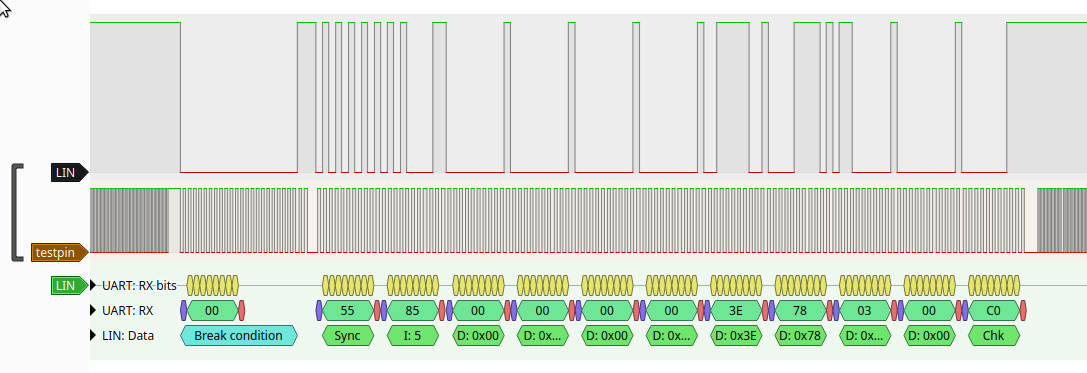 LIN
testpin
LIN UART: RX bits
UART: RX 00 55 85 00 00 00 00 3E 78 03 00 C0
LIN: Data Break condition Sync I: 5 D: 0x00 D: 0x... D: 0x00 D: 0x... D: 0x3E D: 0x78 D: 0x... D: 0x00 Chk